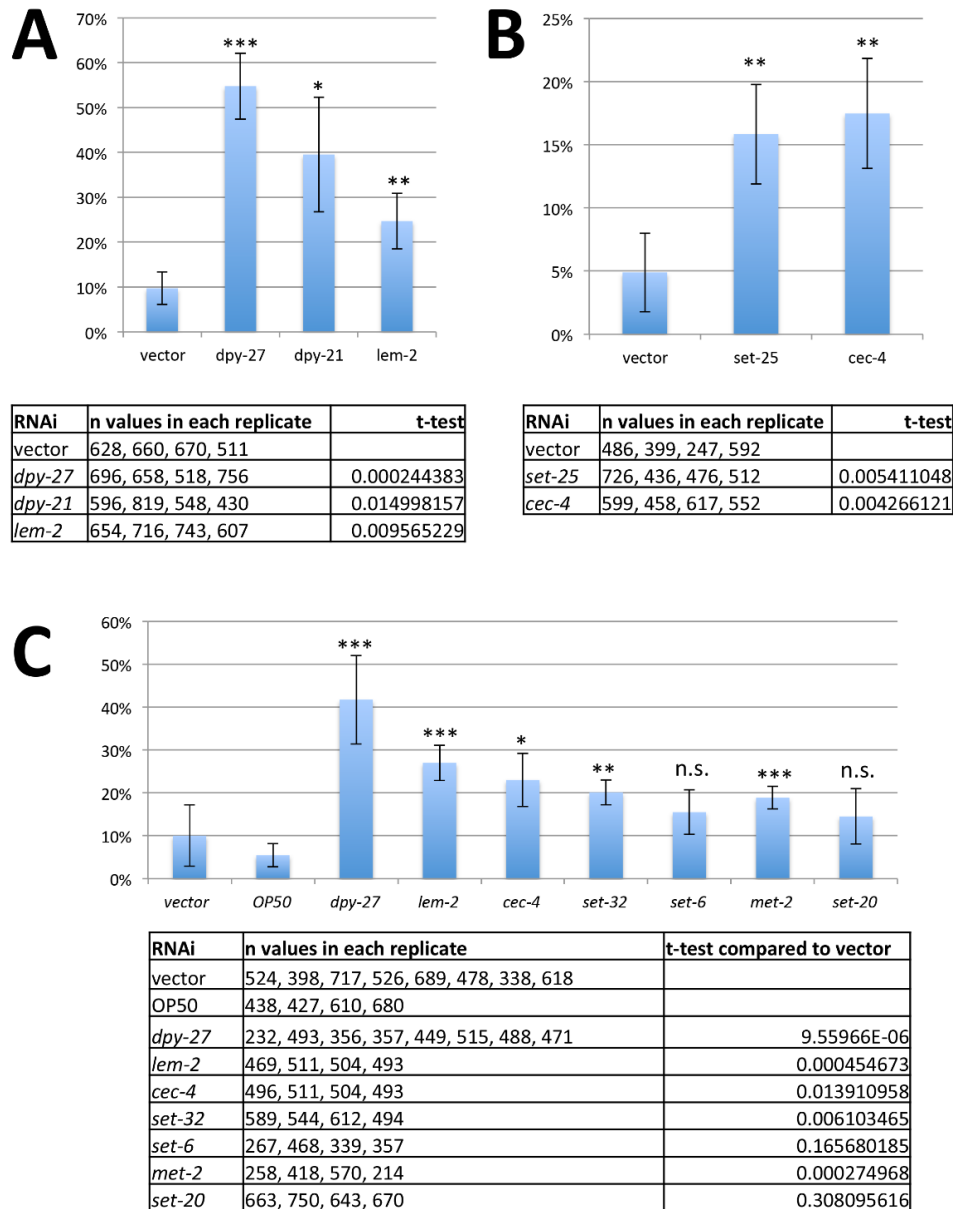 A
70%
60%
50%
40%
30%
20%
10%
0%
***
*
**
vector dpy-27 dpy-21 lem-2
B
25%
20%
15%
10%
5%
0%
** **
vector set-25 cec-4
RNAi n values in each replicate t-test
vector 628, 660, 670, 511
dpy-27 696, 658, 518, 756 0.000244383
dpy-21 596, 819, 548, 430 0.014998157
lem-2 654, 716, 743, 607 0.009565229
RNAi n values in each replicate t-test
vector 486, 399, 247, 592
set-25 726, 436, 476, 512 0.005411048
cec-4 599, 458, 617, 552 0.004266121
C
60%
50%
40%
30%
20%
10%
0%
*** *** * ** n.s. *** n.s.
vector OP50 dpy-27 lem-2 cec-4 set-32 set-6 met-2 set-20
RNAi n values in each replicate t-test compared to vector
vector 524, 398, 717, 526, 689, 478, 338, 618
OP50 438, 427, 610, 680
dpy-27 232, 493, 356, 357, 449, 515, 488, 471 9.55966E-06
lem-2 469, 511, 504, 493 0.000454673
cec-4 496, 511, 504, 493 0.013910958
set-32 589, 544, 612, 494 0.006103465
set-6 267, 468, 339, 357 0.165680185
met-2 258, 418, 570, 214 0.000274968
set-20 663, 750, 643, 670 0.308095616